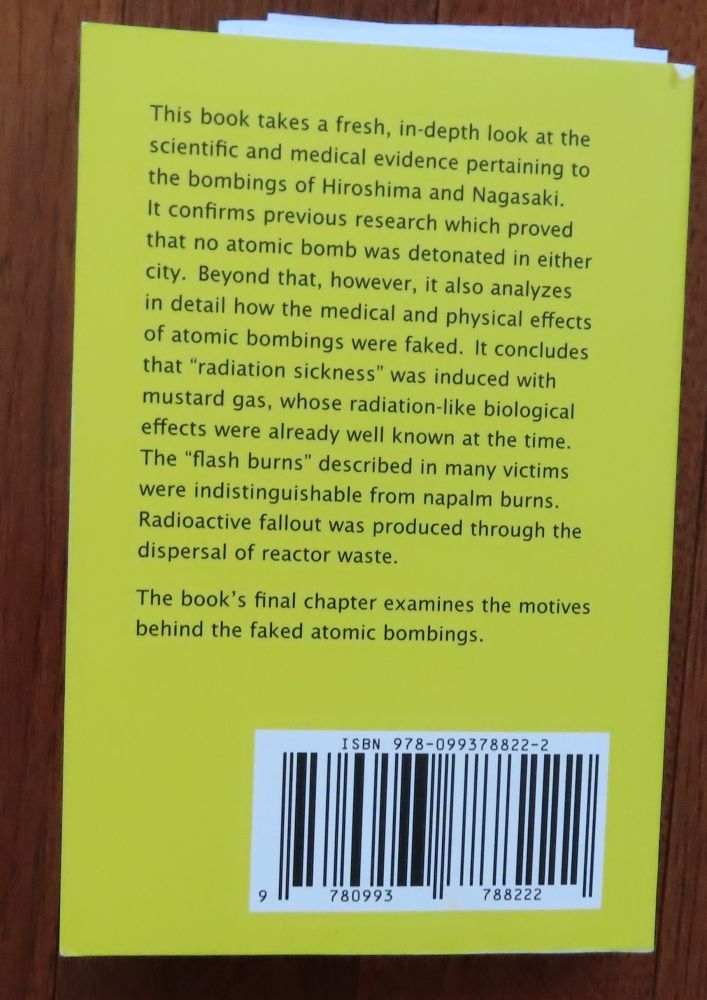 This book takes a fresh, in-depth look at the
scientific and medical evidence pertaining to
the bombings of Hiroshima and Nagasaki.
It confirms previous research which proved
that no atomic bomb was detonated in either
city. Beyond that, however, it also analyzes
in detail how the medical and physical effects
of atomic bombings were faked. It concludes
that “radiation sickness” was induced with
mustard gas, whose radiation-like biological
effects were already well known at the time.
The “flash burns” described in many victims
were indistinguishable from napalm burns.
Radioactive fallout was produced through the
dispersal of reactor waste.
The book’s final chapter examines the motives
behind the faked atomic bombings.
ISBN 978-099378822-2
9 780993 788222